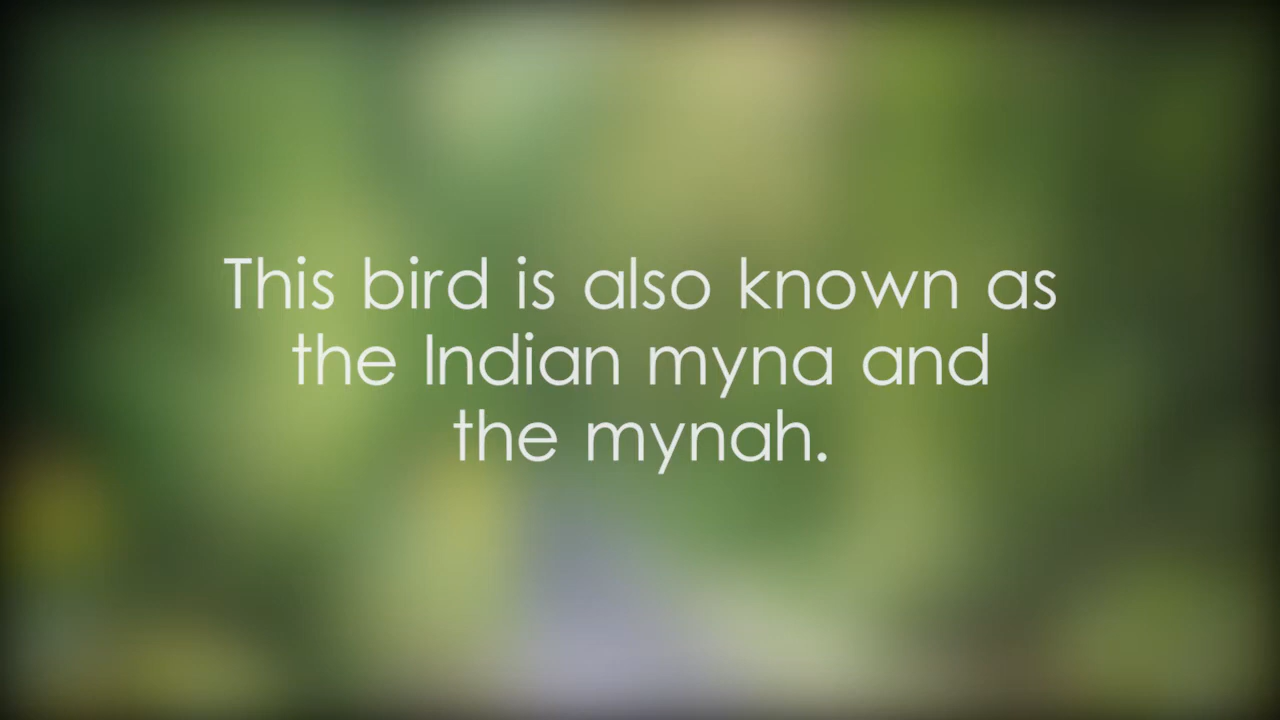 This bird is also known as
the Indian myna and
the mynah.